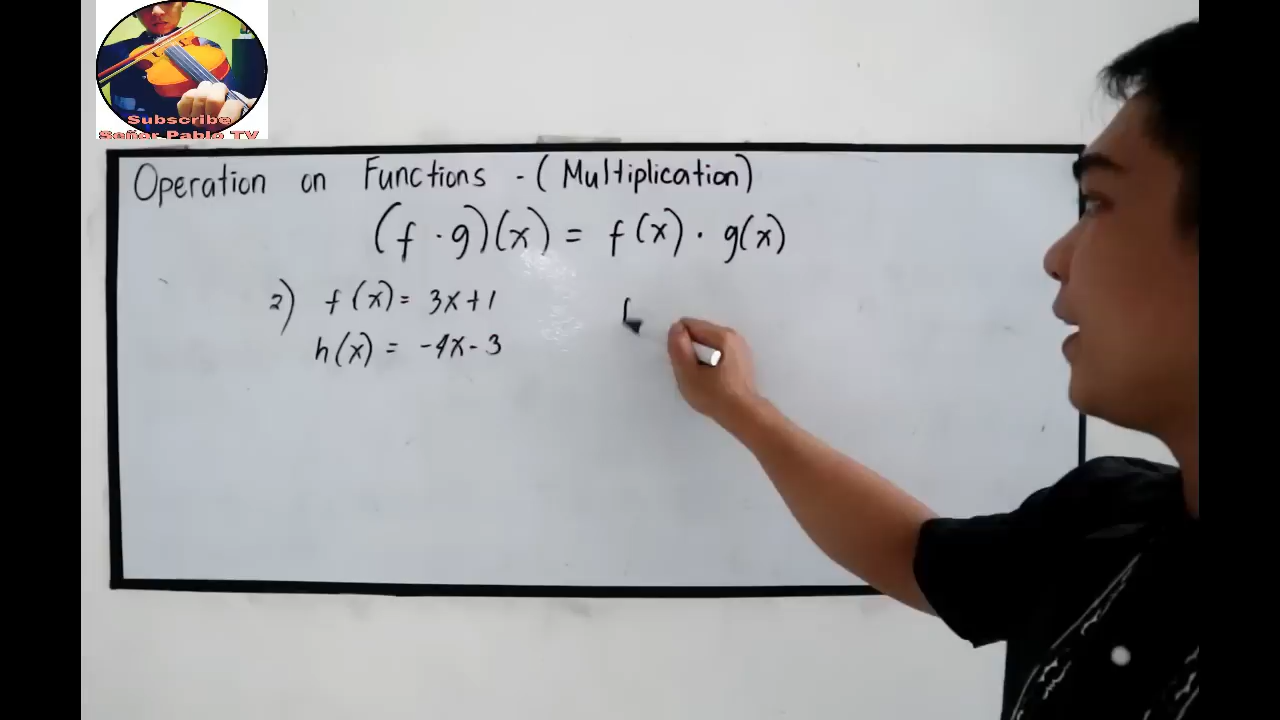 Subscribe
Señor Pablo TV
Operation on Functions - (Multiplication)
(f · g)(x) = f(x) · g(x)
2) f(x) = 3x + 1
h(x) = -4x - 3
(